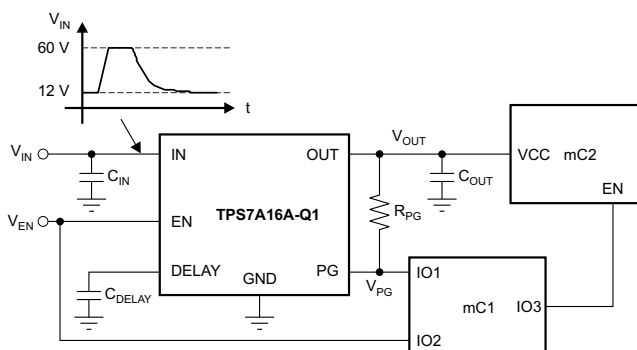 V_IN
60 V
12 V
t
V_IN
C_IN
V_EN
IN
OUT
TPS7A16A-Q1
EN
DELAY
GND
PG
C_DELAY
V_OUT
R_PG
C_OUT
V_PG
VCC
mC2
EN
IO1
mC1
IO3
IO2